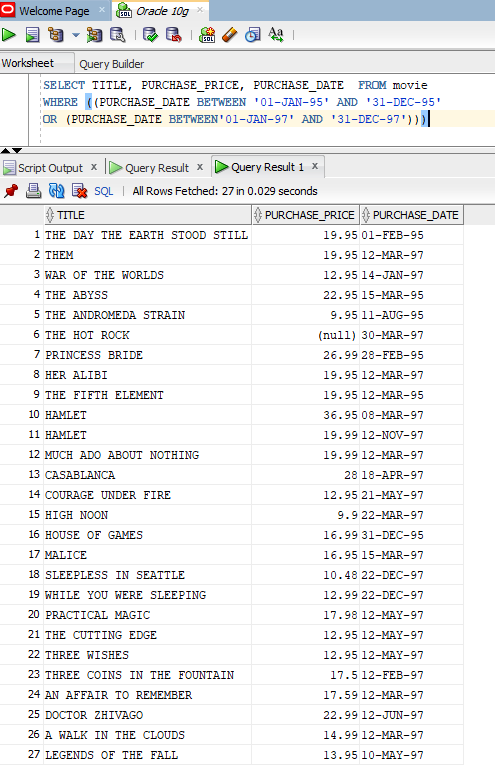 Welcome Page × Oracle 10g ×
Worksheet Query Builder
SELECT TITLE, PURCHASE_PRICE, PURCHASE_DATE FROM movie
WHERE ((PURCHASE_DATE BETWEEN '01-JAN-95' AND '31-DEC-95'
OR (PURCHASE_DATE BETWEEN'01-JAN-97' AND '31-DEC-97')))
Script Output × Query Result × Query Result 1 ×
SQL | All Rows Fetched: 27 in 0.029 seconds
TITLE PURCHASE_PRICE PURCHASE_DATE
1 THE DAY THE EARTH STOOD STILL 19.95 01-FEB-95
2 THEM 19.95 12-MAR-97
3 WAR OF THE WORLDS 12.95 14-JAN-97
4 THE ABYSS 22.95 15-MAR-95
5 THE ANDROMEDA STRAIN 9.95 11-AUG-95
6 THE HOT ROCK (null) 30-MAR-97
7 PRINCESS BRIDE 26.99 28-FEB-95
8 HER ALIBI 19.95 12-MAR-97
9 THE FIFTH ELEMENT 19.95 12-MAR-95
10 HAMLET 36.95 08-MAR-97
11 HAMLET 19.99 12-NOV-97
12 MUCH ADO ABOUT NOTHING 19.99 12-MAR-97
13 CASABLANCA 28 18-APR-97
14 COURAGE UNDER FIRE 12.95 21-MAY-97
15 HIGH NOON 9.9 22-MAR-97
16 HOUSE OF GAMES 16.99 31-DEC-95
17 MALICE 16.95 15-MAR-97
18 SLEEPLESS IN SEATTLE 10.48 22-DEC-97
19 WHILE YOU WERE SLEEPING 12.99 22-DEC-97
20 PRACTICAL MAGIC 17.98 12-MAY-97
21 THE CUTTING EDGE 12.95 12-MAY-97
22 THREE WISHES 12.95 12-MAY-97
23 THREE COINS IN THE FOUNTAIN 17.5 12-FEB-97
24 AN AFFAIR TO REMEMBER 17.59 12-MAR-97
25 DOCTOR ZHIVAGO 22.99 12-JUN-97
26 A WALK IN THE CLOUDS 14.99 12-MAR-97
27 LEGENDS OF THE FALL 13.95 10-MAY-97